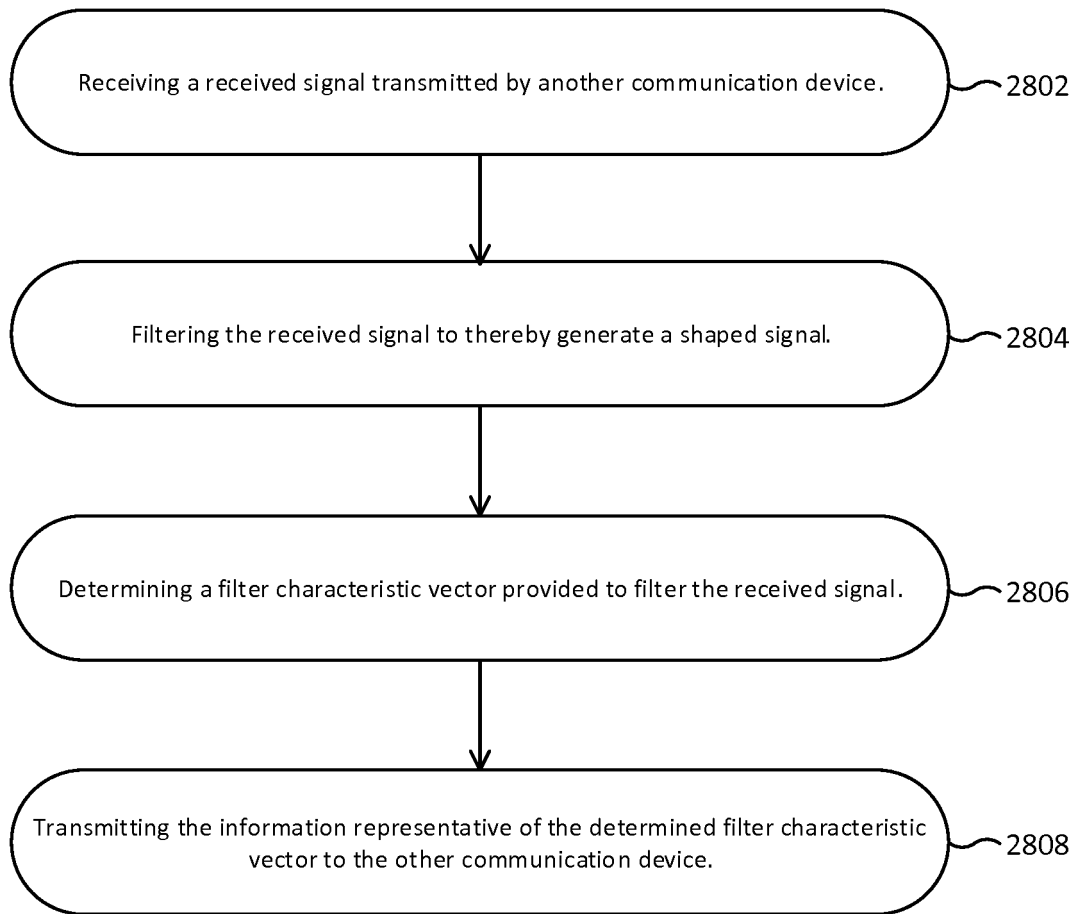 Receiving a received signal transmitted by another communication device.
2802
Filtering the received signal to thereby generate a shaped signal.
2804
Determining a filter characteristic vector provided to filter the received signal.
2806
Transmitting the information representative of the determined filter characteristic
vector to the other communication device.
2808